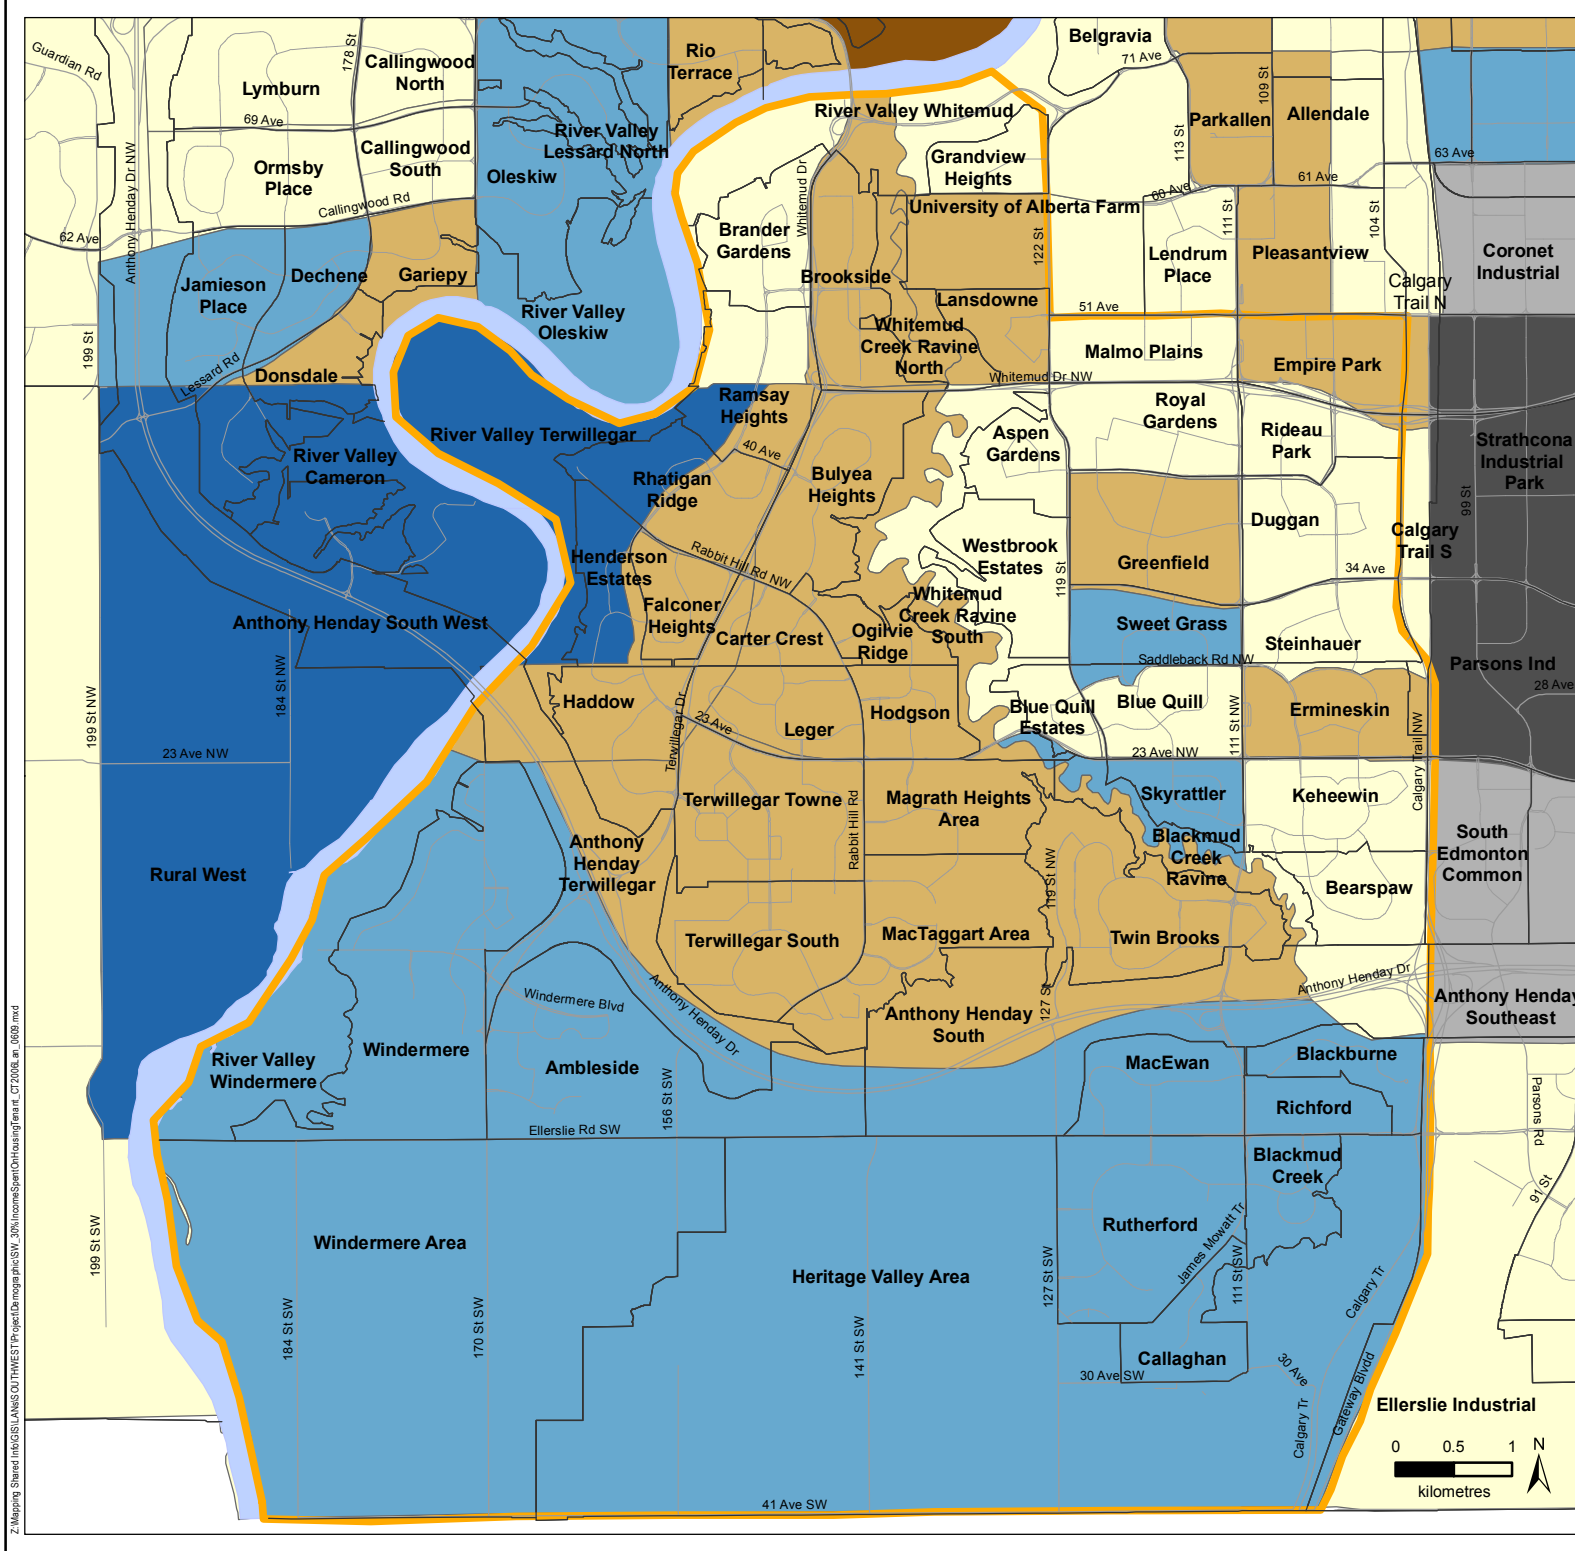 Guardian Rd
178 St
Callingwood
North
Lymburn
69 Ave
Callingwood
South
Ormsby
Place
Callingwood Rd
Anthony Henday Dr NW
62 Ave
Rio
Terrace
River Valley
Lessard North
Oleskiw
Belgravia
71 Ave
109 St
River Valley Whitemud
Parkallen
Allendale
113 St
63 Ave
Grandview
Heights
61 Ave
60 Ave
University of Alberta Farm
111 St
104 St
122 St
Whitemud Dr
Brander
Gardens
Lendrum
Place
Pleasantview
Coronet
Industrial
Jamieson
Place
Dechene
Gariepy
Brookside
Calgary
Trail N
Lansdowne
51 Ave
River Valley
Oleskiw
Whitemud
Creek Ravine
North
Malmo Plains
Empire Park
199 St
Lessard Rd
Donsdale
Whitemud Dr NW
Ramsay
Heights
Royal
Gardens
River Valley Terwillegar
Aspen
Gardens
Rideau
Park
Strathcona
Industrial
Park
40 Ave
River Valley
Cameron
Rhatigan
Ridge
Bulyea
Heights
99 St
Duggan
Calgary
Trail S
Rabbit Hill Rd NW
Westbrook
Estates
Henderson
Estates
Greenfield
34 Ave
119 St
Whitemud
Creek Ravine
South
Falconer
Heights
Anthony Henday South West
Carter Crest
Ogilvie
Ridge
Sweet Grass
Steinhauer
Saddleback Rd NW
Parsons Ind
28 Ave
184 St NW
199 St NW
Haddow
Terwillegar Dr
23 Ave
Leger
Hodgson
Blue Quill
Estates
Blue Quill
111 St NW
Ermineskin
Calgary Trail NW
23 Ave NW
23 Ave NW
Terwillegar Towne
Rabbit Hill Rd
Magrath Heights
Area
Skyrattler
Keheewin
Blackmud
Creek
Ravine
South
Edmonton
Common
Anthony
Henday
Terwillegar
Rural West
119 St NW
Bearspaw
Terwillegar South
MacTaggart Area
Twin Brooks
Anthony Henday Dr
Windermere Blvd
Anthony Henday Dr
127 St
Anthony Henday
South
Anthony Henday
Southeast
River Valley
Windermere
Windermere
Ambleside
156 St SW
MacEwan
Blackburne
Richford
Parsons Rd
Ellerslie Rd SW
Blackmud
Creek
91 St
199 St SW
Windermere Area
Heritage Valley Area
Rutherford
James Mowatt Tr
127 St SW
111 St SW
Calgary Tr
184 St SW
170 St SW
141 St SW
Callaghan
30 Ave SW
30 Ave
Gateway Blvdd
Calgary Tr
Ellerslie Industrial
0 0.5 1
N
kilometres
41 Ave SW
Z:\Mapping Shared Info\GIS\LANs\SOUTHWEST\Project\Demographic\SW_30%IncomeSpentOnHousingTenant_CT2006Lan_0609.mxd